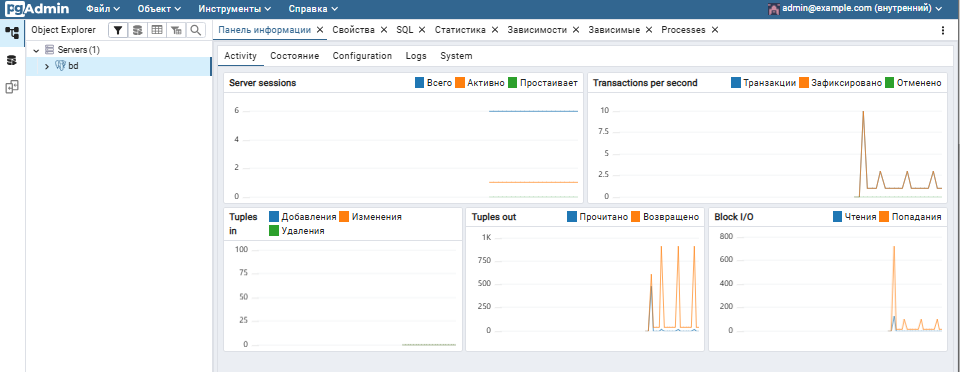 pgAdmin Файл Объект Инструменты Справка admin@example.com (внутренний)
Object Explorer
Панель информации Свойства SQL Статистика Зависимости Зависимые Processes
Servers (1)
bd
Activity Состояние Configuration Logs System
Server sessions Всего Активно Простаивает
6
4
2
0
Transactions per second Транзакции Зафиксировано Отменено
10
7.5
5
2.5
0
Tuples in Добавления Изменения
Удаления
100
75
50
25
0
Tuples out Прочитано Возвращено
1K
750
500
250
0
Block I/O Чтения Попадания
800
600
400
200
0